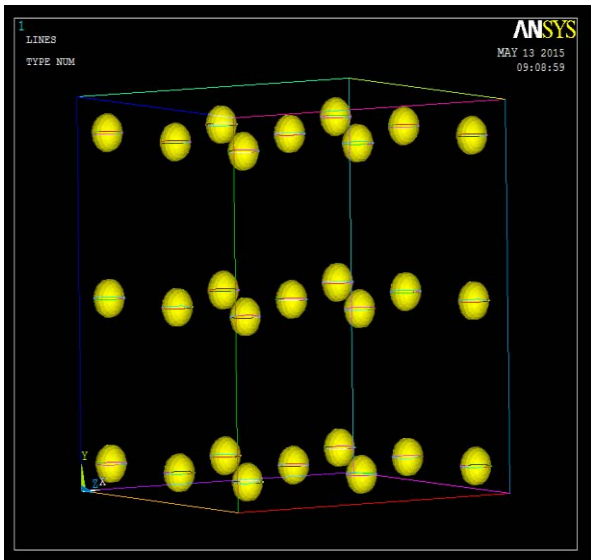 1
LINES
TYPE NUM
ANSYS
MAY 13 2015
09:08:59
Y
Z X